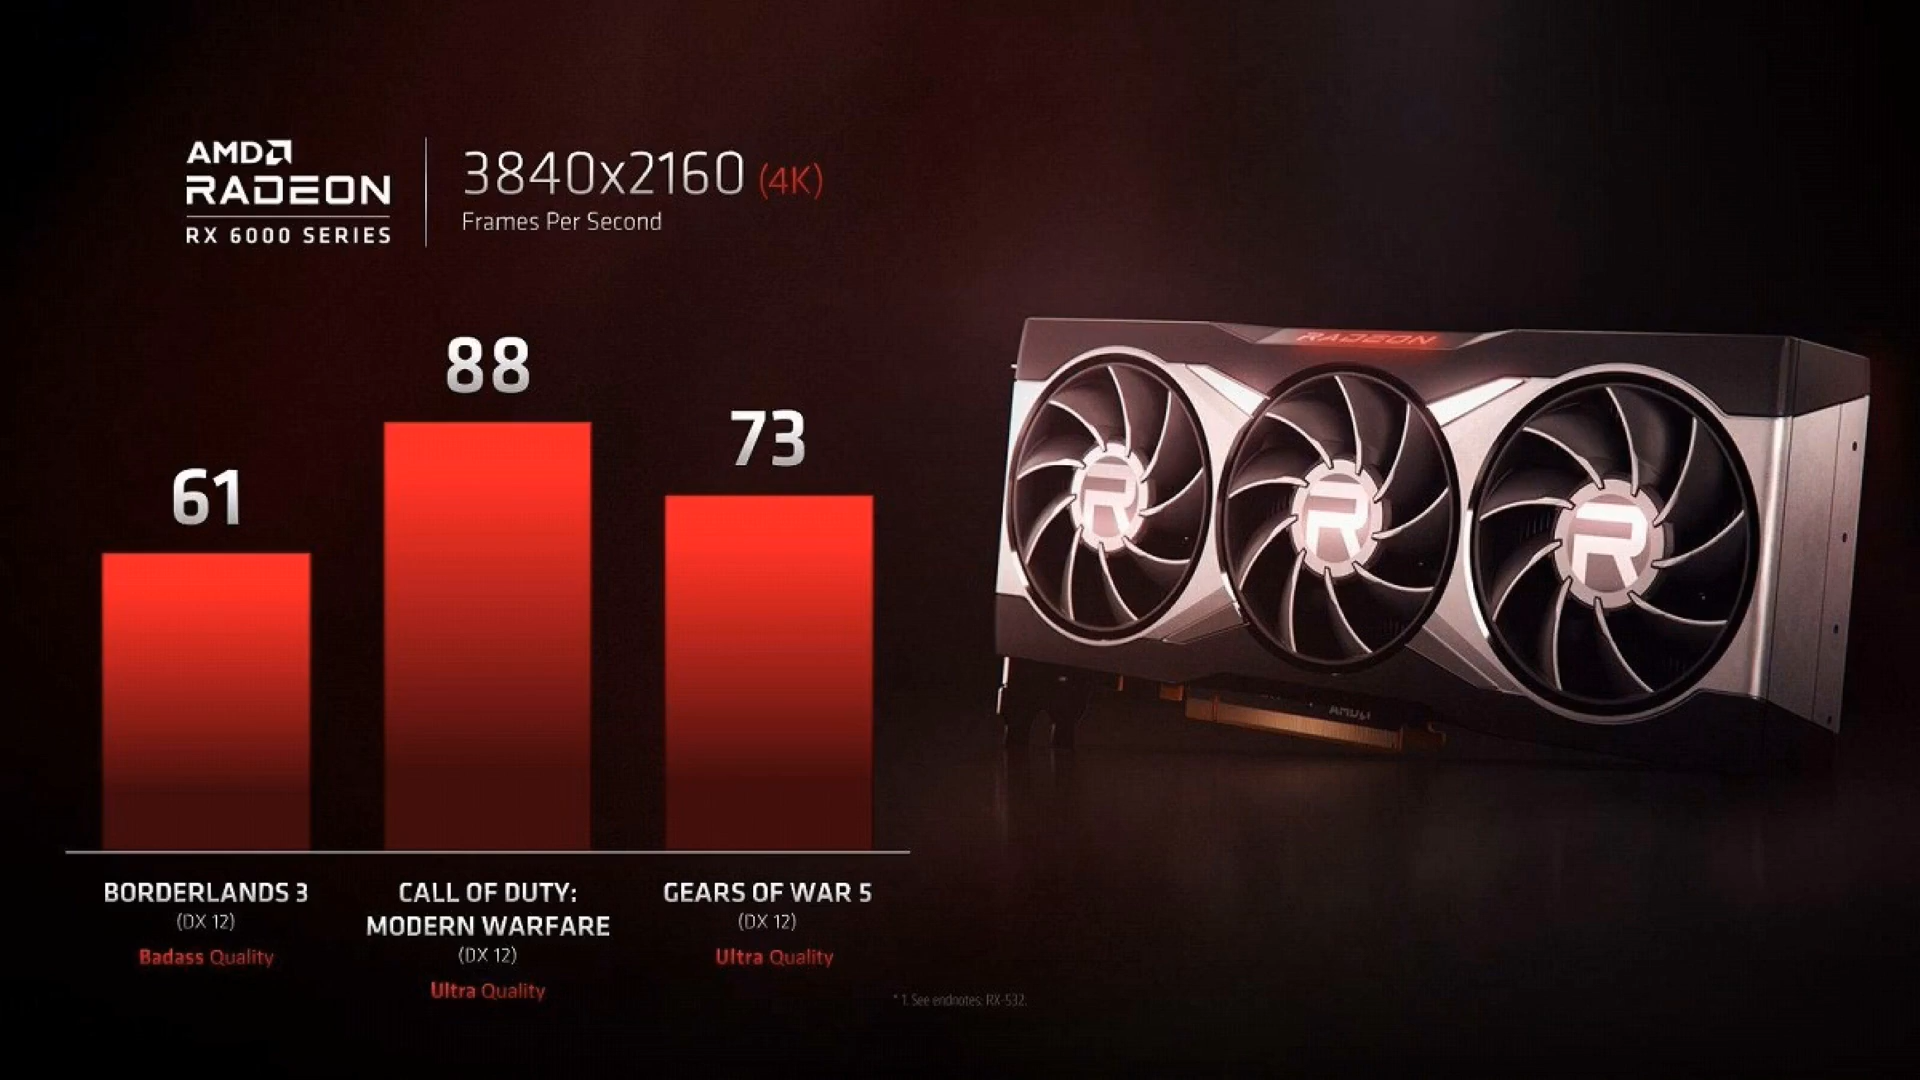 AMD
RADEON
RX 6000 SERIES
3840x2160 (4K)
Frames Per Second
61
88
73
BORDERLANDS 3
(DX 12)
Badass Quality
CALL OF DUTY:
MODERN WARFARE
(DX 12)
Ultra Quality
GEARS OF WAR 5
(DX 12)
Ultra Quality
* 1. See endnotes: RX-532.
RADEON
R
R
R
AMD